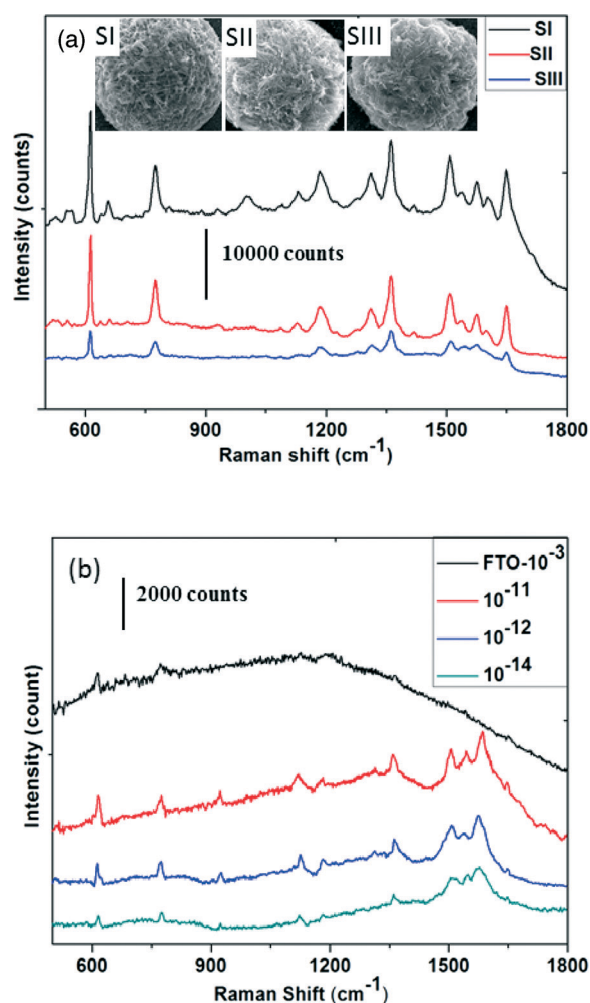 (a)
SI
SII
SIII
SI
SII
SIII
10000 counts
Intensity (counts)
600 900 1200 1500 1800
Raman shift (cm⁻¹)
(b)
2000 counts
FTO-10⁻³
10⁻¹¹
10⁻¹²
10⁻¹⁴
Intensity (count)
600 900 1200 1500 1800
Raman Shift (cm⁻¹)